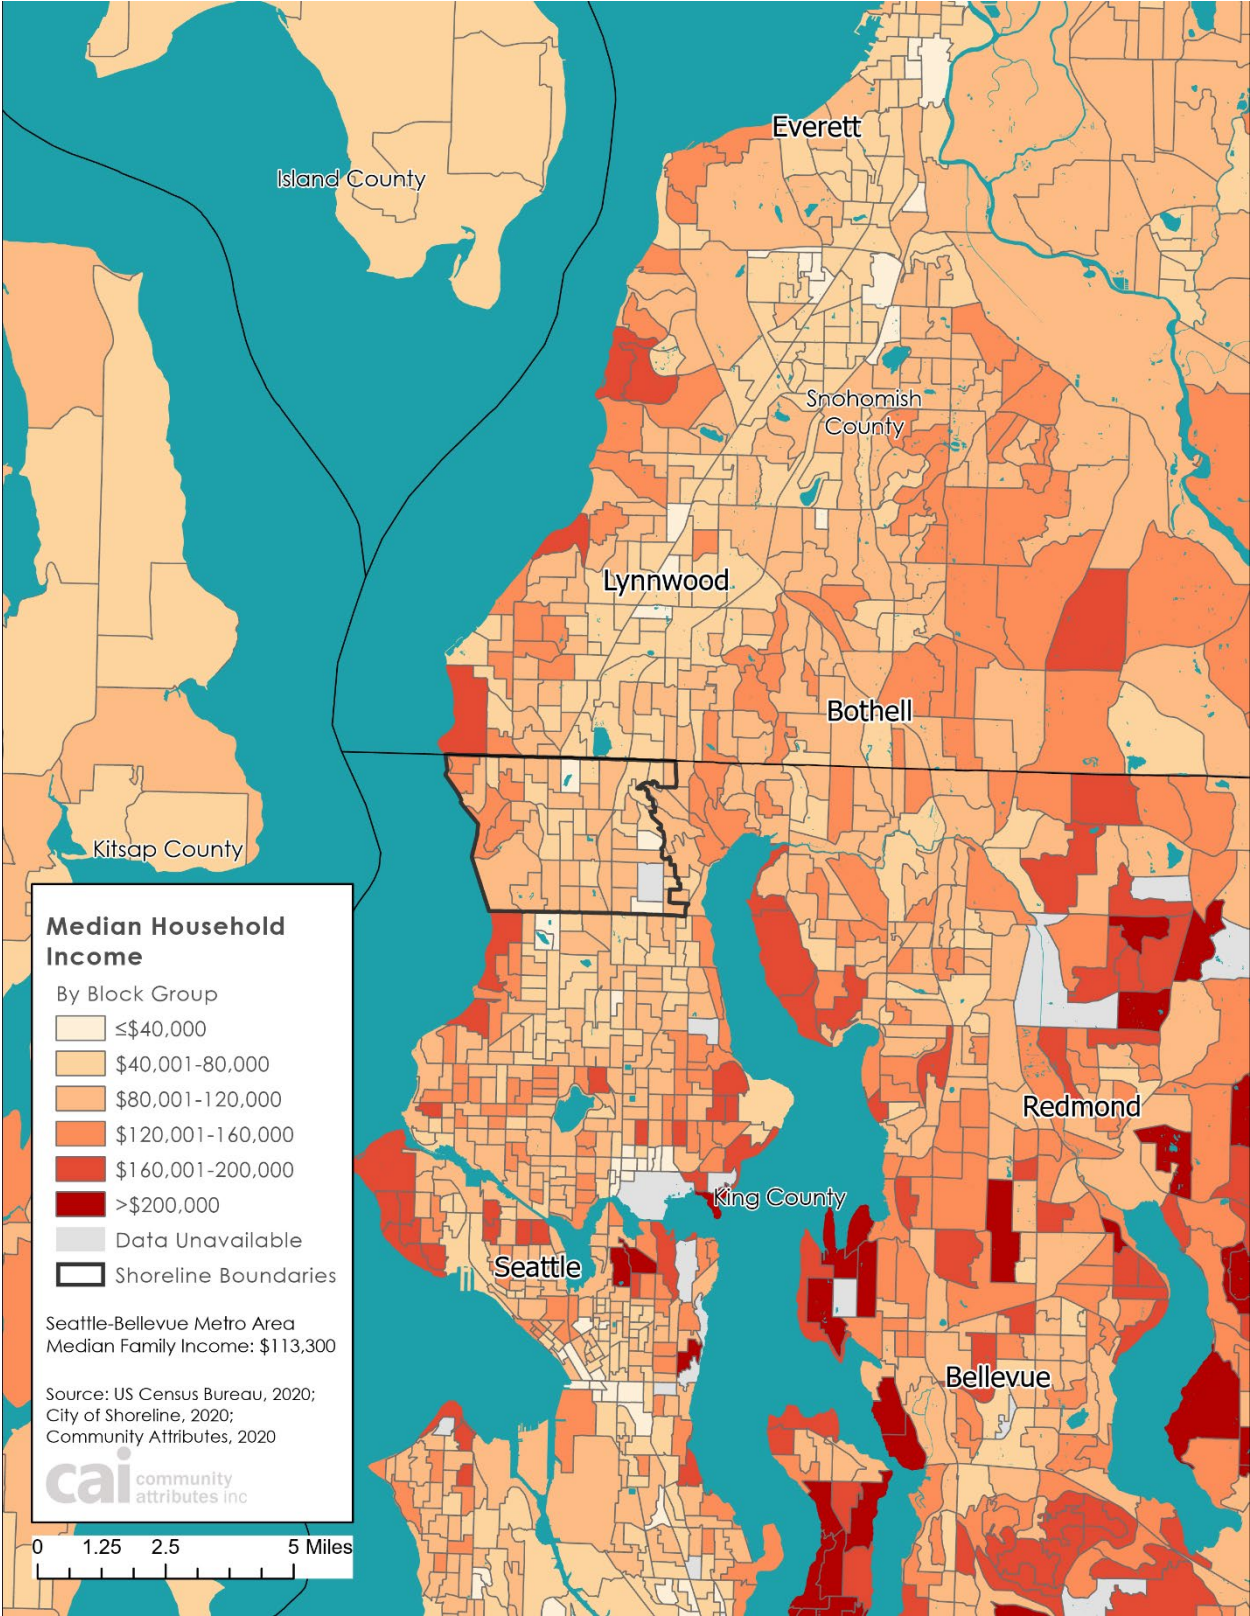 Everett
Island County
Snohomish
County
Lynnwood
Bothell
Kitsap County
Redmond
King County
Seattle
Bellevue
Median Household
Income
By Block Group
≤$40,000
$40,001-80,000
$80,001-120,000
$120,001-160,000
$160,001-200,000
>$200,000
Data Unavailable
Shoreline Boundaries
Seattle-Bellevue Metro Area
Median Family Income: $113,300
Source: US Census Bureau, 2020;
City of Shoreline, 2020;
Community Attributes, 2020
cai community
attributes inc
0 1.25 2.5 5 Miles